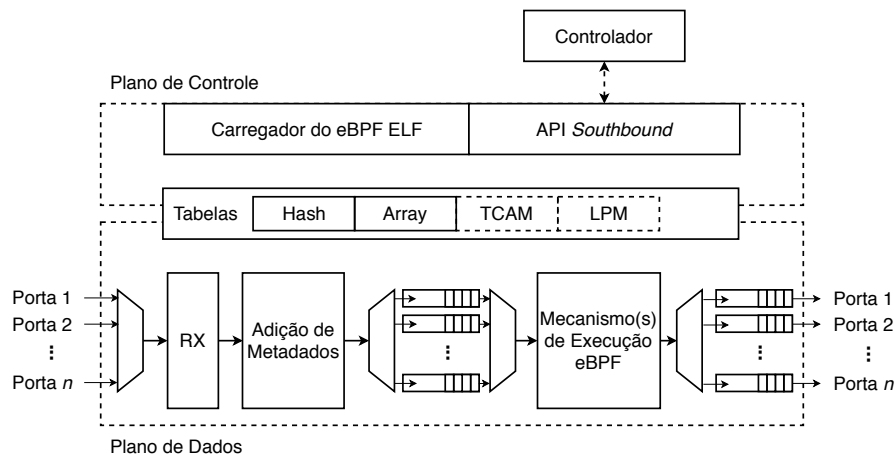 Controlador
Plano de Controle
Carregador do eBPF ELF
API Southbound
Tabelas
Hash
Array
TCAM
LPM
Porta 1
Porta 2
...
Porta n
RX
Adição de
Metadados
...
Mecanismo(s)
de Execução
eBPF
...
Porta 1
Porta 2
...
Porta n
Plano de Dados